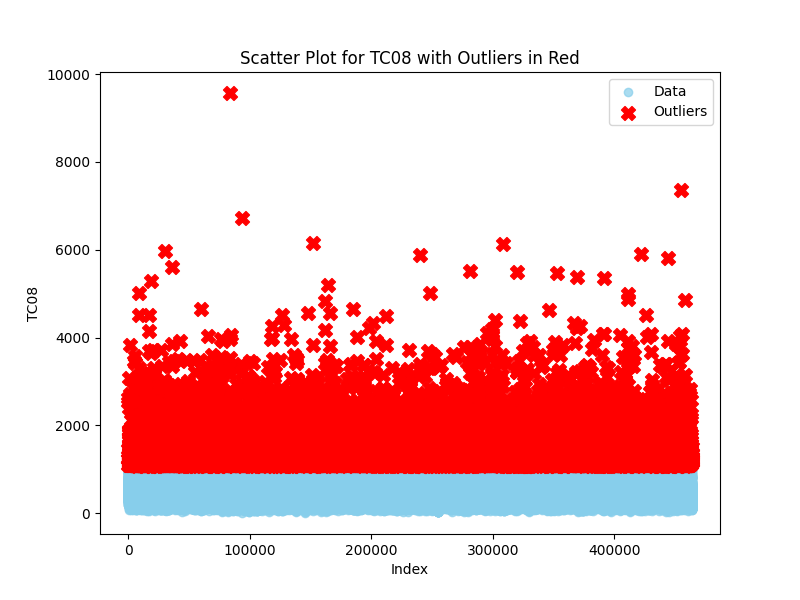 Scatter Plot for TC08 with Outliers in Red
10000
8000
6000
4000
2000
0
TC08
Data
Outliers
0
100000
200000
300000
400000
Index